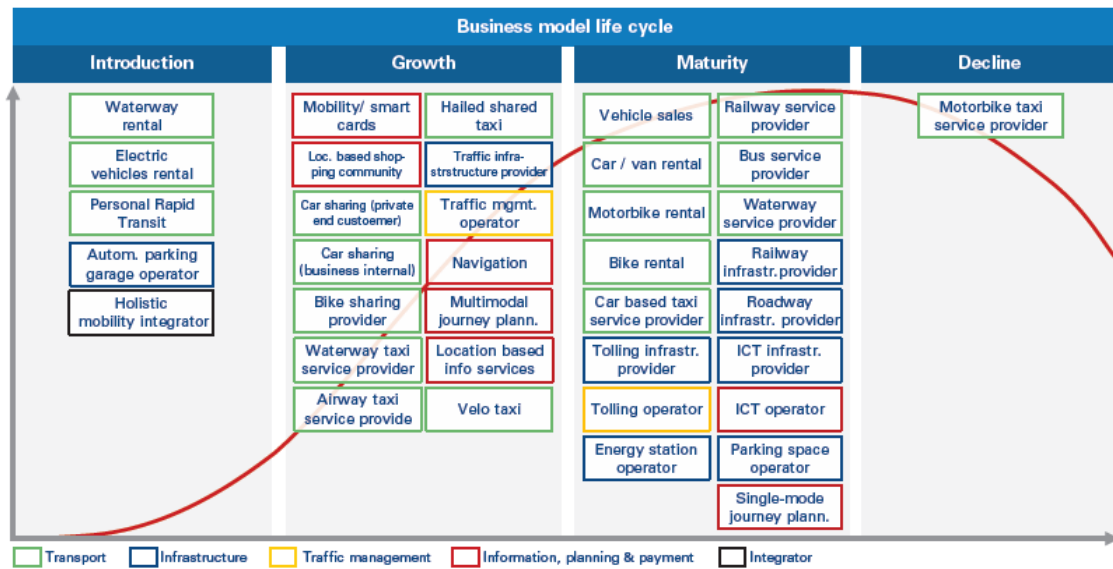 Business model life cycle
Introduction
Growth
Maturity
Decline
Waterway
rental
Electric
vehicles rental
Personal Rapid
Transit
Autom. parking
garage operator
Holistic
mobility integrator
Mobility/ smart
cards
Loc. based shop-
ping community
Car sharing (private
end custoemer)
Car sharing
(business internal)
Bike sharing
provider
Waterway taxi
service provider
Airway taxi
service provide
Hailed shared
taxi
Traffic infra-
strstructure provider
Traffic mgmt.
operator
Navigation
Multimodal
journey plann.
Location based
info services
Velo taxi
Vehicle sales
Car / van rental
Motorbike rental
Bike rental
Car based taxi
service provider
Tolling infrastr.
provider
Tolling operator
Energy station
operator
Railway service
provider
Bus service
provider
Waterway
service provider
Railway
infrastr.provider
Roadway
infrastr. provider
ICT infrastr.
provider
ICT operator
Parking space
operator
Single-mode
journey plann.
Motorbike taxi
service provider
Transport
Infrastructure
Traffic management
Information, planning & payment
Integrator